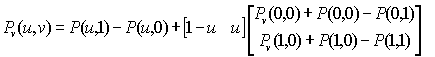 P_v(u,v) = P(u,1) − P(u,0) + [1−u u] [P_v(0,0) + P(0,0) − P(0,1)
P_v(1,0) + P(1,0) − P(1,1)]